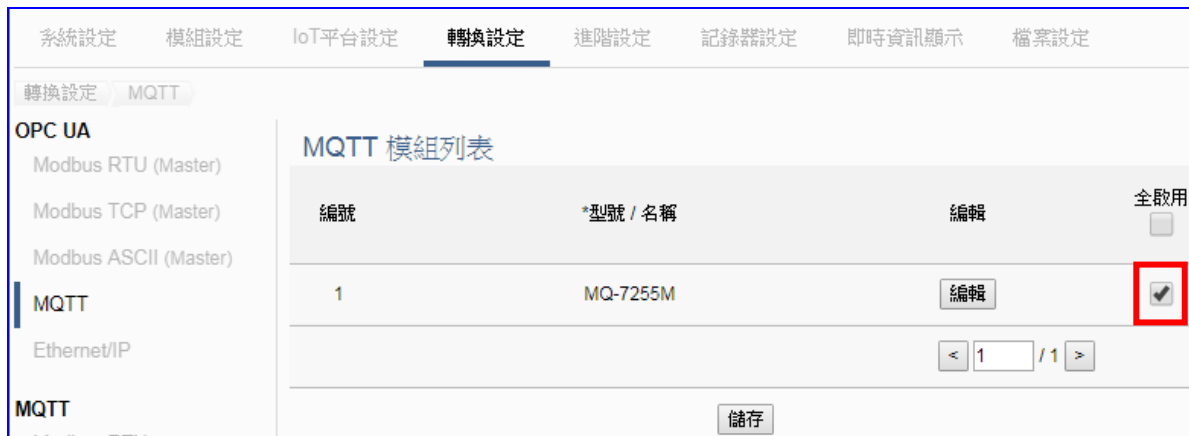 系統設定 模組設定 IoT平台設定 轉換設定 進階設定 記錄器設定 即時資訊顯示 檔案設定
轉換設定 MQTT
OPC UA
Modbus RTU (Master)
Modbus TCP (Master)
Modbus ASCII (Master)
MQTT
Ethernet/IP
MQTT
MQTT 模組列表
編號 *型號 / 名稱 編輯 全啟用
1 MQ-7255M 編輯
< 1 / 1 >
儲存